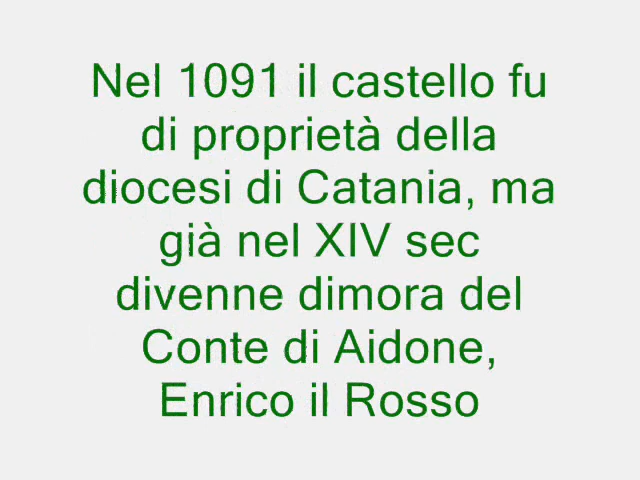 Nel 1091 il castello fu
di proprietà della
diocesi di Catania, ma
già nel XIV sec
divenne dimora del
Conte di Aidone,
Enrico il Rosso